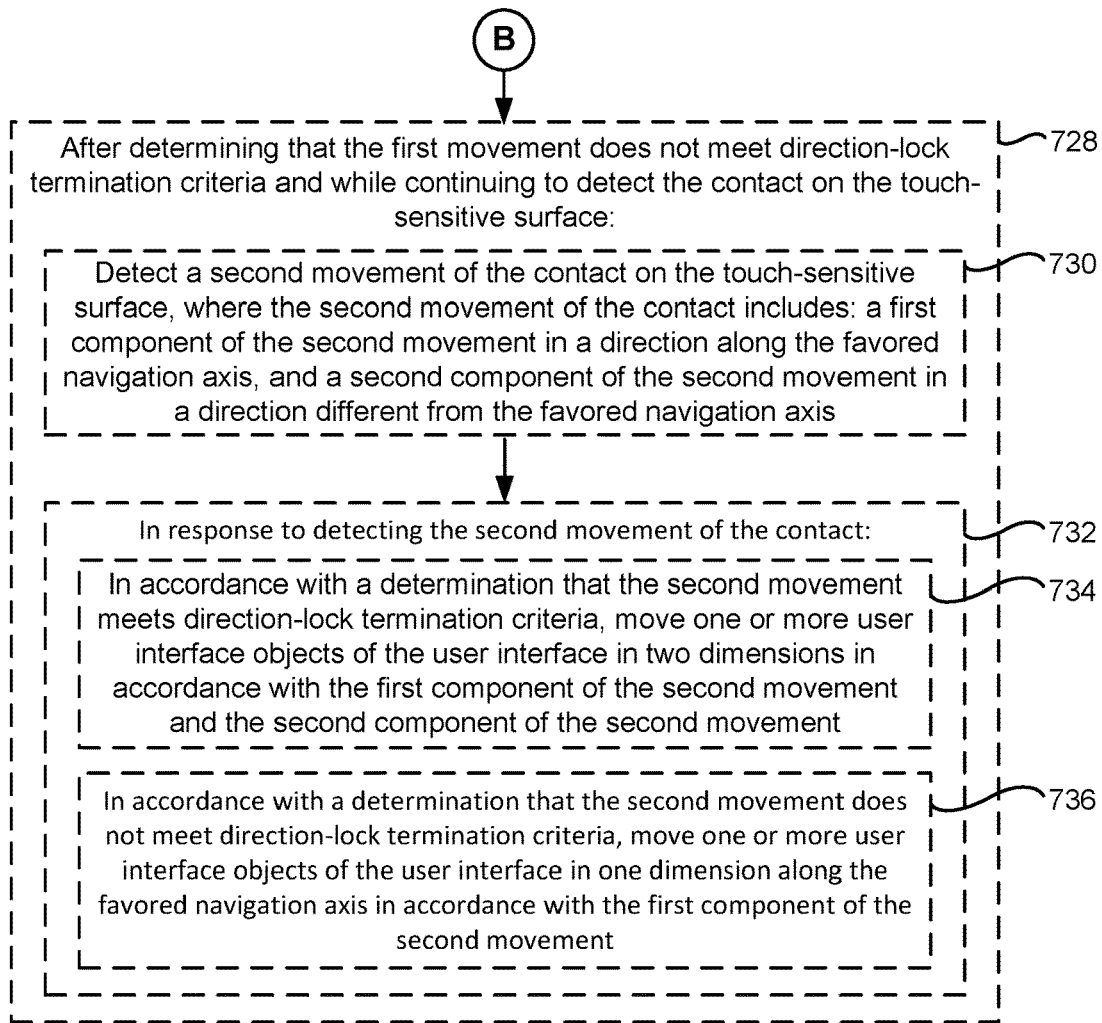 B
After determining that the first movement does not meet direction-lock
termination criteria and while continuing to detect the contact on the touch-
sensitive surface:
728
Detect a second movement of the contact on the touch-sensitive
surface, where the second movement of the contact includes: a first
component of the second movement in a direction along the favored
navigation axis, and a second component of the second movement in
a direction different from the favored navigation axis
730
In response to detecting the second movement of the contact:
732
In accordance with a determination that the second movement
meets direction-lock termination criteria, move one or more user
interface objects of the user interface in two dimensions in
accordance with the first component of the second movement
and the second component of the second movement
734
In accordance with a determination that the second movement does
not meet direction-lock termination criteria, move one or more user
interface objects of the user interface in one dimension along the
favored navigation axis in accordance with the first component of the
second movement
736